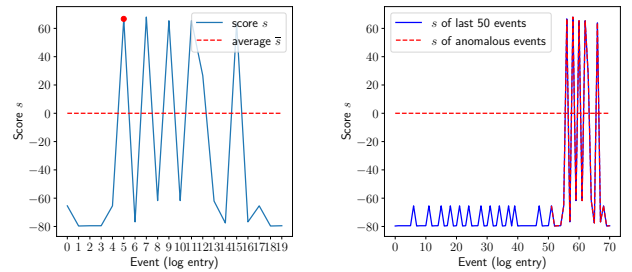 score s
average s̅
Score s
60
40
20
0
−20
−40
−60
−80
0 1 2 3 4 5 6 7 8 9 10 11 12 13 14 15 16 17 18 19
Event (log entry)
s of last 50 events
s of anomalous events
Score s
60
40
20
0
−20
−40
−60
−80
0 10 20 30 40 50 60 70
Event (log entry)